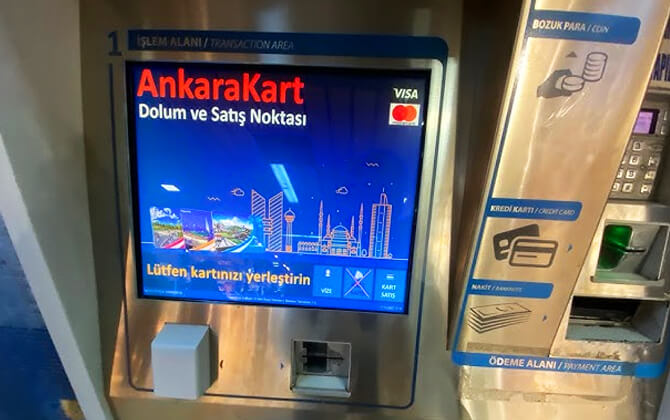 1 İŞLEM ALANI / TRANSACTION AREA
AnkaraKart
Dolum ve Satış Noktası
VISA
mastercard
Lütfen kartınızı yerleştirin
VİZE
KART
SATIŞ
BOZUK PARA / COIN
KREDİ KARTI / CREDIT CARD
NAKİT / BANKNOTE
ÖDEME ALANI / PAYMENT AREA